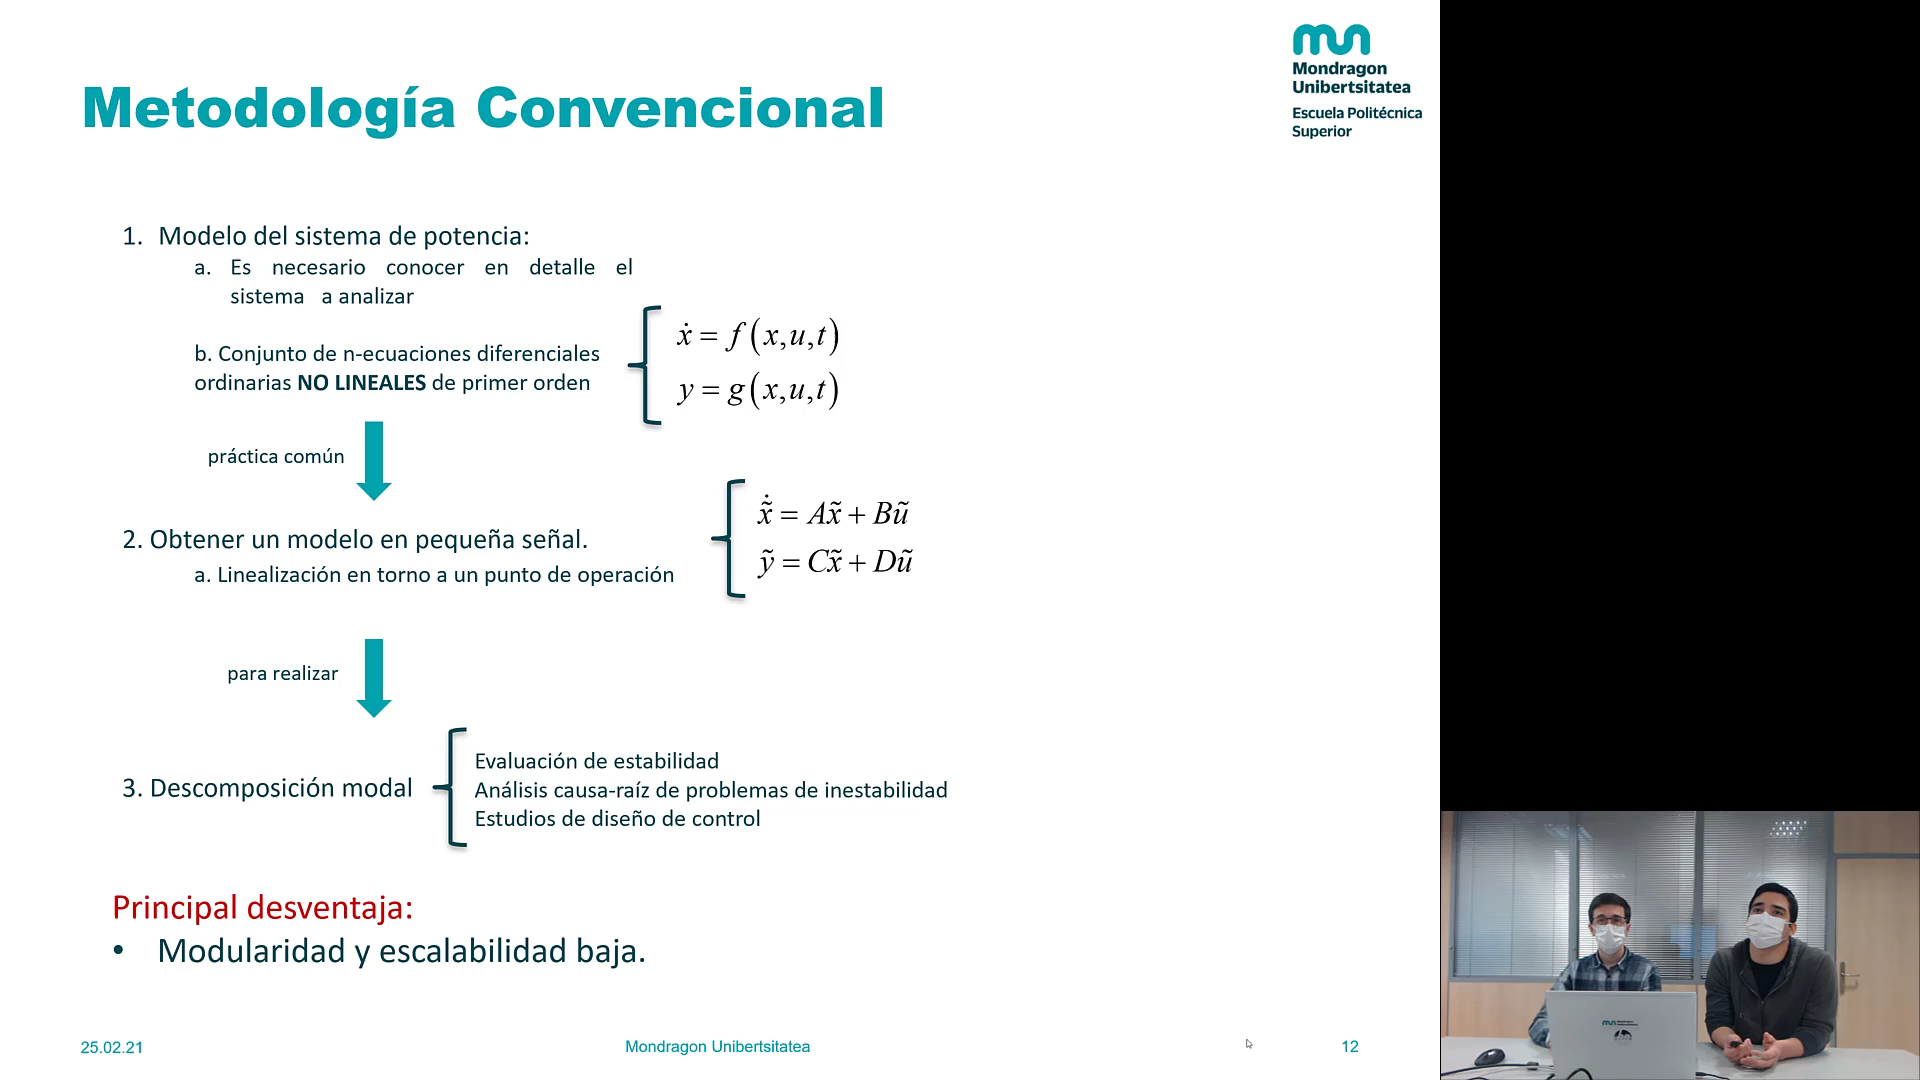 Mondragon
Unibertsitatea
Escuela Politécnica
Superior
Metodología Convencional
1. Modelo del sistema de potencia:
a. Es necesario conocer en detalle el
sistema a analizar
b. Conjunto de n-ecuaciones diferenciales
ordinarias NO LINEALES de primer orden
ẋ = f(x,u,t)
y = g(x,u,t)
práctica común
2. Obtener un modelo en pequeña señal.
a. Linealización en torno a un punto de operación
x̃̇ = Ax̃ + Bũ
ỹ = Cx̃ + Dũ
para realizar
3. Descomposición modal
Evaluación de estabilidad
Análisis causa-raíz de problemas de inestabilidad
Estudios de diseño de control
Principal desventaja:
• Modularidad y escalabilidad baja.
25.02.21
Mondragon Unibertsitatea
12